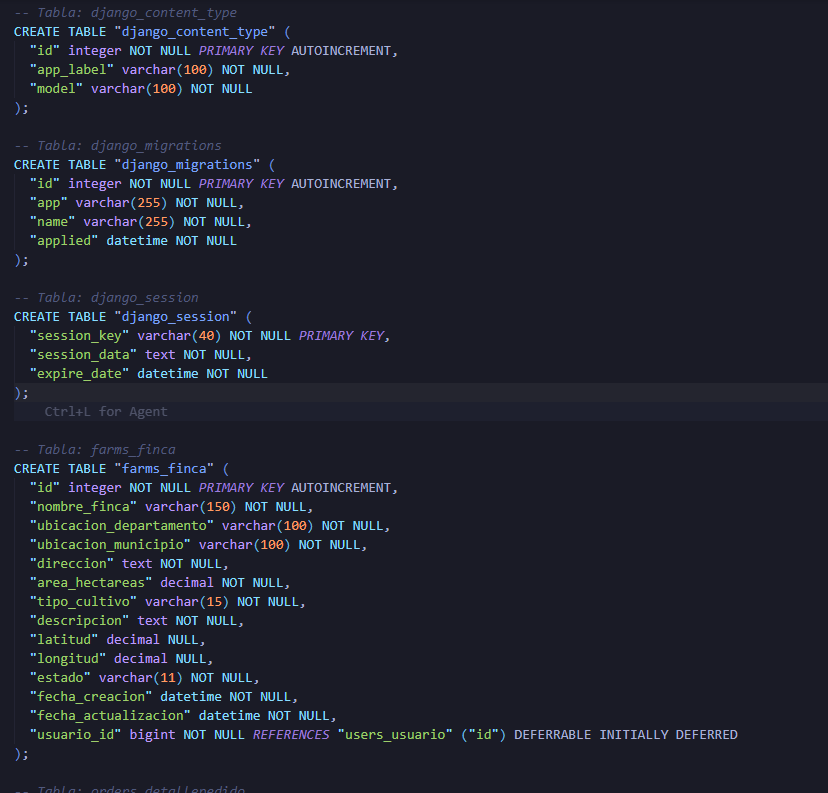 -- Tabla: django_content_type
CREATE TABLE "django_content_type" (
"id" integer NOT NULL PRIMARY KEY AUTOINCREMENT,
"app_label" varchar(100) NOT NULL,
"model" varchar(100) NOT NULL
);
-- Tabla: django_migrations
CREATE TABLE "django_migrations" (
"id" integer NOT NULL PRIMARY KEY AUTOINCREMENT,
"app" varchar(255) NOT NULL,
"name" varchar(255) NOT NULL,
"applied" datetime NOT NULL
);
-- Tabla: django_session
CREATE TABLE "django_session" (
"session_key" varchar(40) NOT NULL PRIMARY KEY,
"session_data" text NOT NULL,
"expire_date" datetime NOT NULL
);
Ctrl+L for Agent
-- Tabla: farms_finca
CREATE TABLE "farms_finca" (
"id" integer NOT NULL PRIMARY KEY AUTOINCREMENT,
"nombre_finca" varchar(150) NOT NULL,
"ubicacion_departamento" varchar(100) NOT NULL,
"ubicacion_municipio" varchar(100) NOT NULL,
"direccion" text NOT NULL,
"area_hectareas" decimal NOT NULL,
"tipo_cultivo" varchar(15) NOT NULL,
"descripcion" text NOT NULL,
"latitud" decimal NULL,
"longitud" decimal NULL,
"estado" varchar(11) NOT NULL,
"fecha_creacion" datetime NOT NULL,
"fecha_actualizacion" datetime NOT NULL,
"usuario_id" bigint NOT NULL REFERENCES "users_usuario" ("id") DEFERRABLE INITIALLY DEFERRED
);
-- Tabla: orders_detallepedido